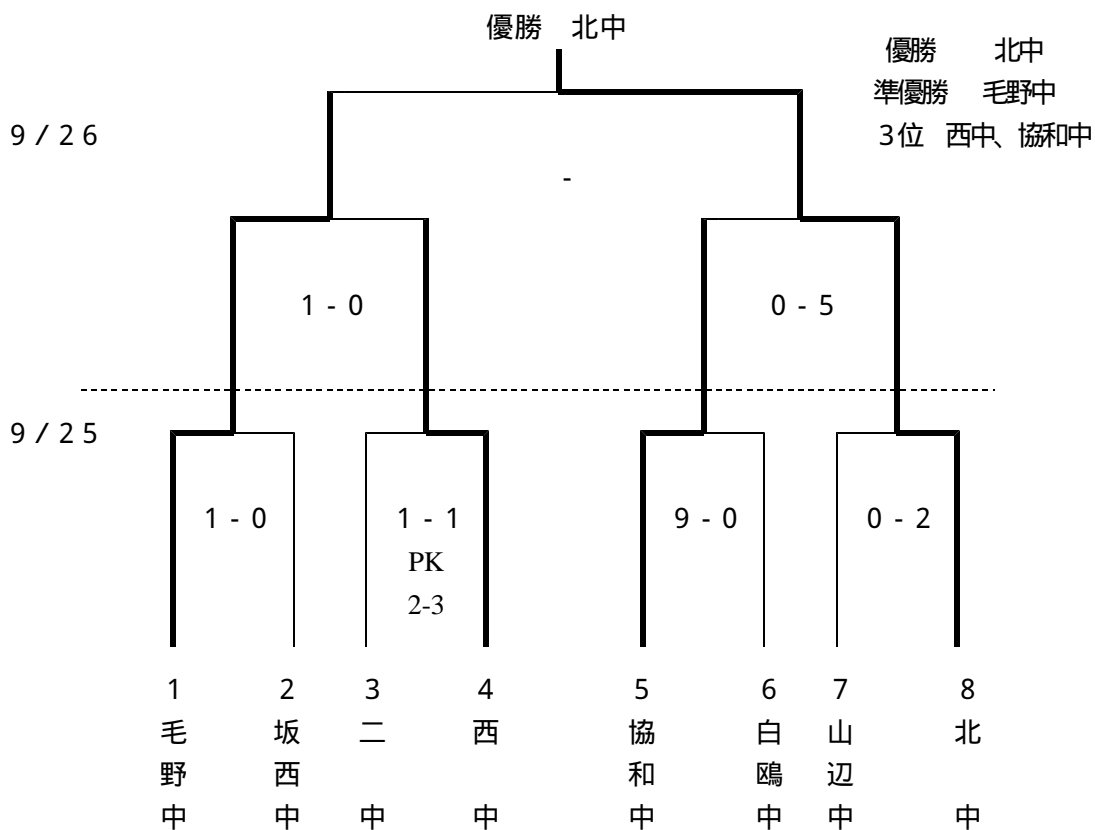 優勝　北中
優勝　　北中
準優勝　毛野中
3位　西中、協和中
9/26
-
1-0
0-5
9/25
1-0
1-1
PK
2-3
9-0
0-2
1
毛野中
2
坂西中
3
二　中
4
西　中
5
協和中
6
白鴎中
7
山辺中
8
北　中